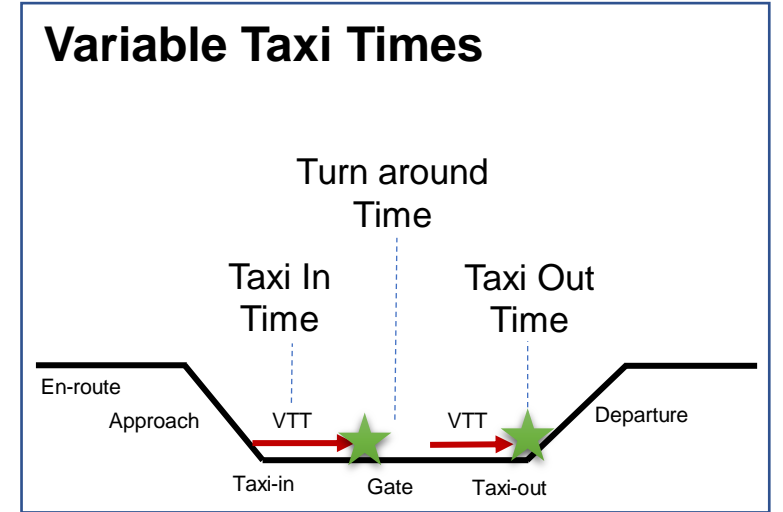 Variable Taxi Times
Turn around
Time
Taxi In
Time
Taxi Out
Time
En-route
Approach
VTT
VTT
Departure
Taxi-in
Gate
Taxi-out